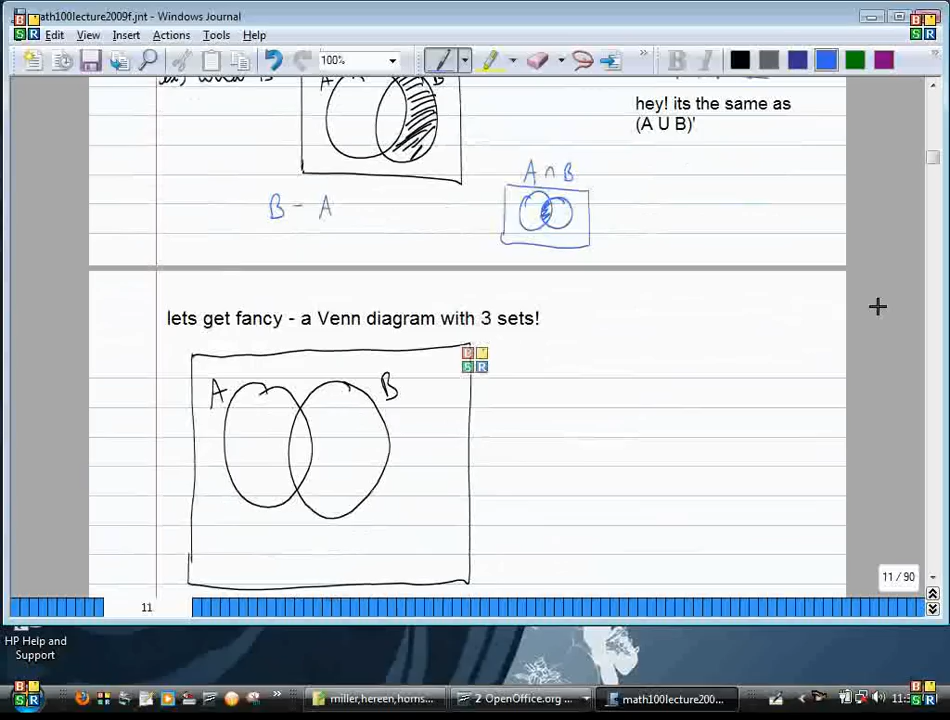 math100lecture2009f.jnt - Windows Journal
Edit View Insert Actions Tools Help
100%
B I
A B
hey! its the same as
(A U B)'
A ∩ B
B - A
lets get fancy - a Venn diagram with 3 sets!
A B
11 / 90
11
HP Help and
Support
miller,hereen,horns...
2 OpenOffice.org ...
math100lecture200...